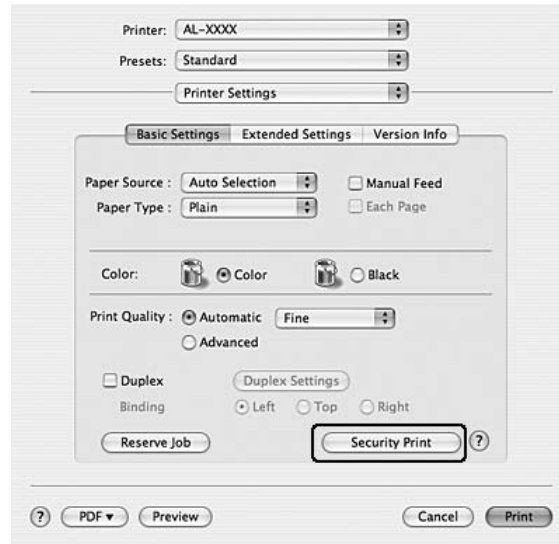 Printer: AL-XXXX
Presets: Standard
Printer Settings
Basic Settings Extended Settings Version Info
Paper Source : Auto Selection Manual Feed
Paper Type : Plain Each Page
Color: Color Black
Print Quality : Automatic Fine
Advanced
Duplex Duplex Settings
Binding Left Top Right
Reserve Job Security Print ?
? PDF▼ Preview Cancel Print